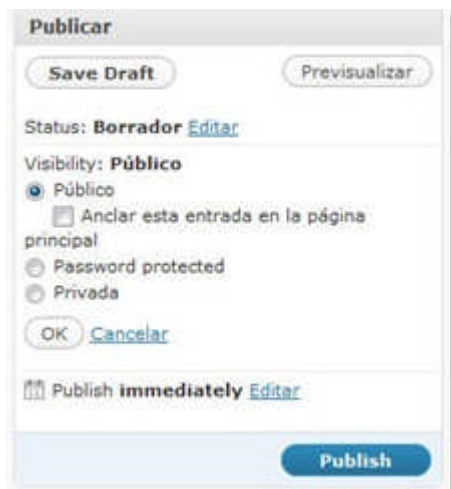 Publicar
Save Draft Previsualizar
Status: Borrador Editar
Visibility: Público
Público
Anclar esta entrada en la página
principal
Password protected
Privada
OK Cancelar
Publish immediately Editar
Publish